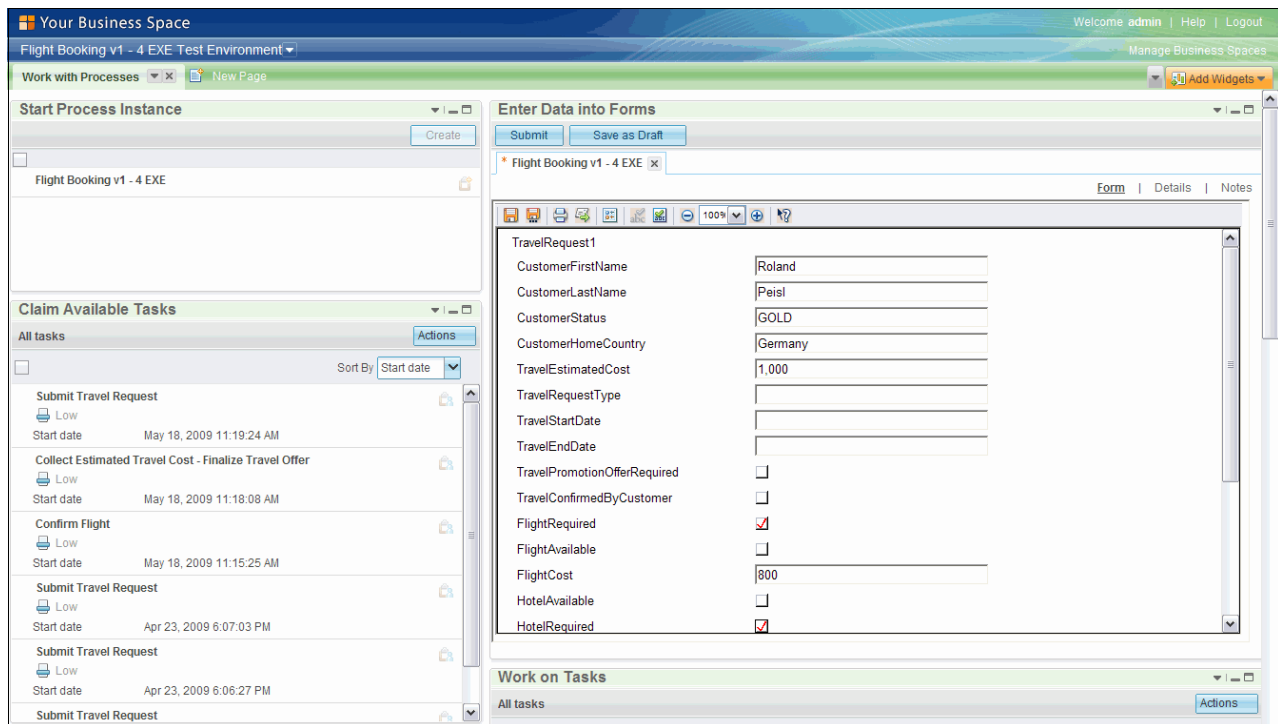 Your Business Space
Welcome admin | Help | Logout
Flight Booking v1 - 4 EXE Test Environment
Manage Business Spaces
Work with Processes
New Page
Add Widgets
Start Process Instance
Create
Flight Booking v1 - 4 EXE
Claim Available Tasks
All tasks
Actions
Sort By Start date
Submit Travel Request
Low
Start date May 18, 2009 11:19:24 AM
Collect Estimated Travel Cost - Finalize Travel Offer
Low
Start date May 18, 2009 11:18:08 AM
Confirm Flight
Low
Start date May 18, 2009 11:15:25 AM
Submit Travel Request
Low
Start date Apr 23, 2009 6:07:03 PM
Submit Travel Request
Low
Start date Apr 23, 2009 6:06:27 PM
Submit Travel Request
Enter Data into Forms
Submit Save as Draft
* Flight Booking v1 - 4 EXE
Form | Details | Notes
100%
TravelRequest1
CustomerFirstName Roland
CustomerLastName Peisl
CustomerStatus GOLD
CustomerHomeCountry Germany
TravelEstimatedCost 1,000
TravelRequestType
TravelStartDate
TravelEndDate
TravelPromotionOfferRequired
TravelConfirmedByCustomer
FlightRequired
FlightAvailable
FlightCost 800
HotelAvailable
HotelRequired
Work on Tasks
All tasks
Actions